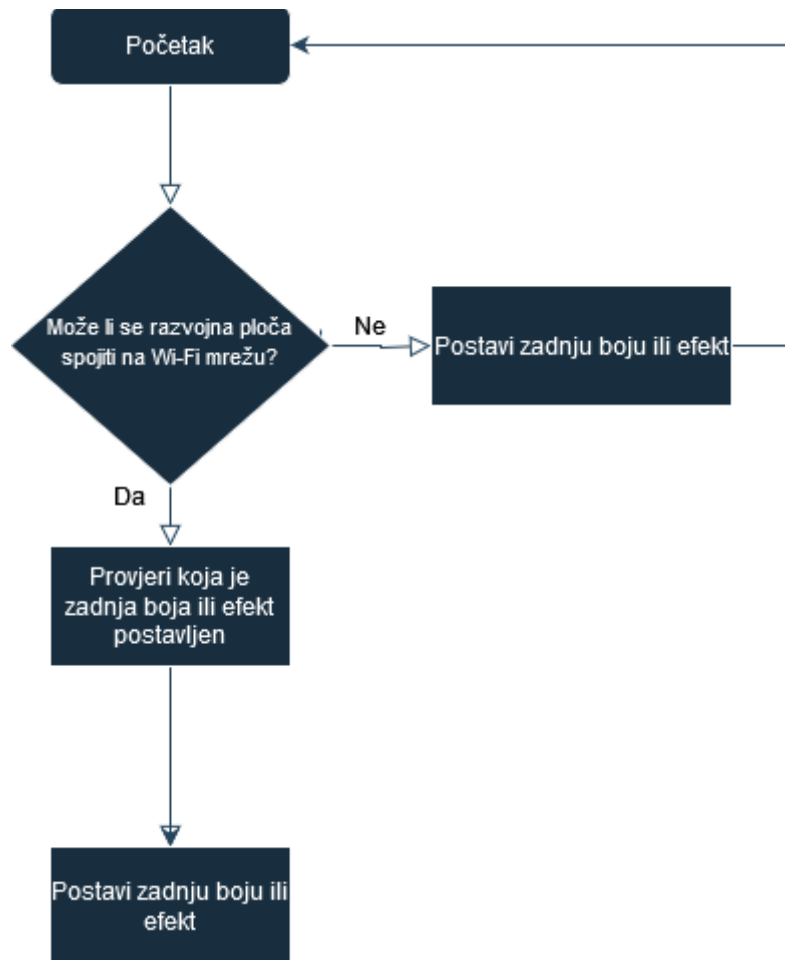 Početak
Može li se razvojna ploča
spojiti na Wi-Fi mrežu?
Ne
Postavi zadnju boju ili efekt
Da
Provjeri koja je
zadnja boja ili efekt
postavljen
Postavi zadnju boju ili
efekt